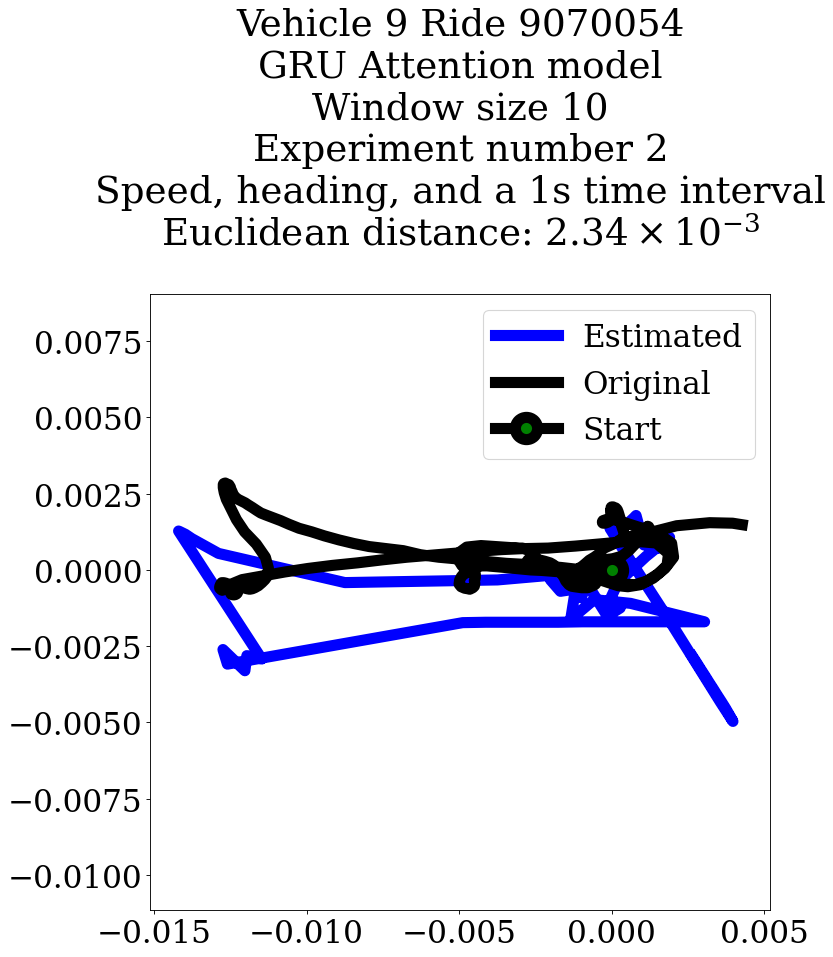 Vehicle 9 Ride 9070054
GRU Attention model
Window size 10
Experiment number 2
Speed, heading, and a 1s time interval
Euclidean distance: 2.34 × 10⁻³
Estimated
Original
Start
0.0075
0.0050
0.0025
0.0000
−0.0025
−0.0050
−0.0075
−0.0100
−0.015 −0.010 −0.005 0.000 0.005